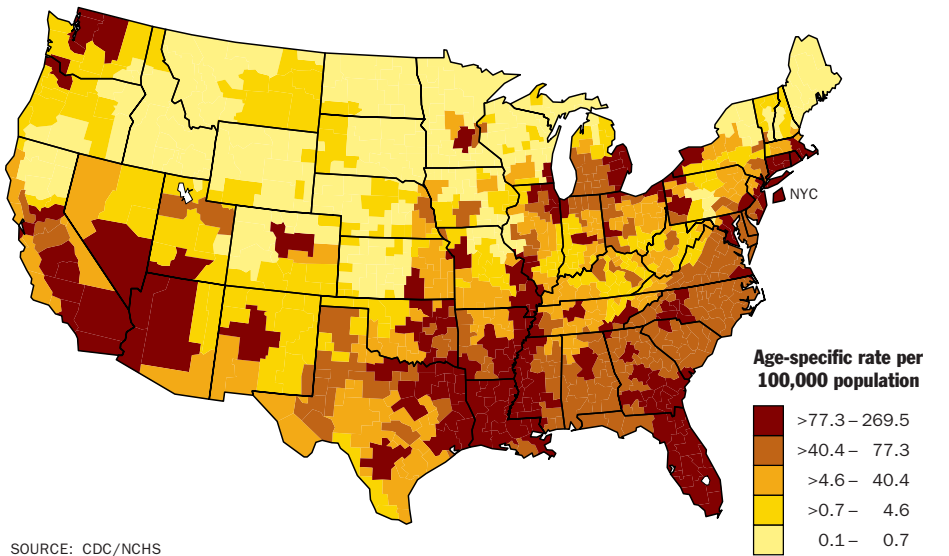 NYC
Age-specific rate per
100,000 population
>77.3 – 269.5
>40.4 – 77.3
>4.6 – 40.4
>0.7 – 4.6
0.1 – 0.7
SOURCE: CDC/NCHS